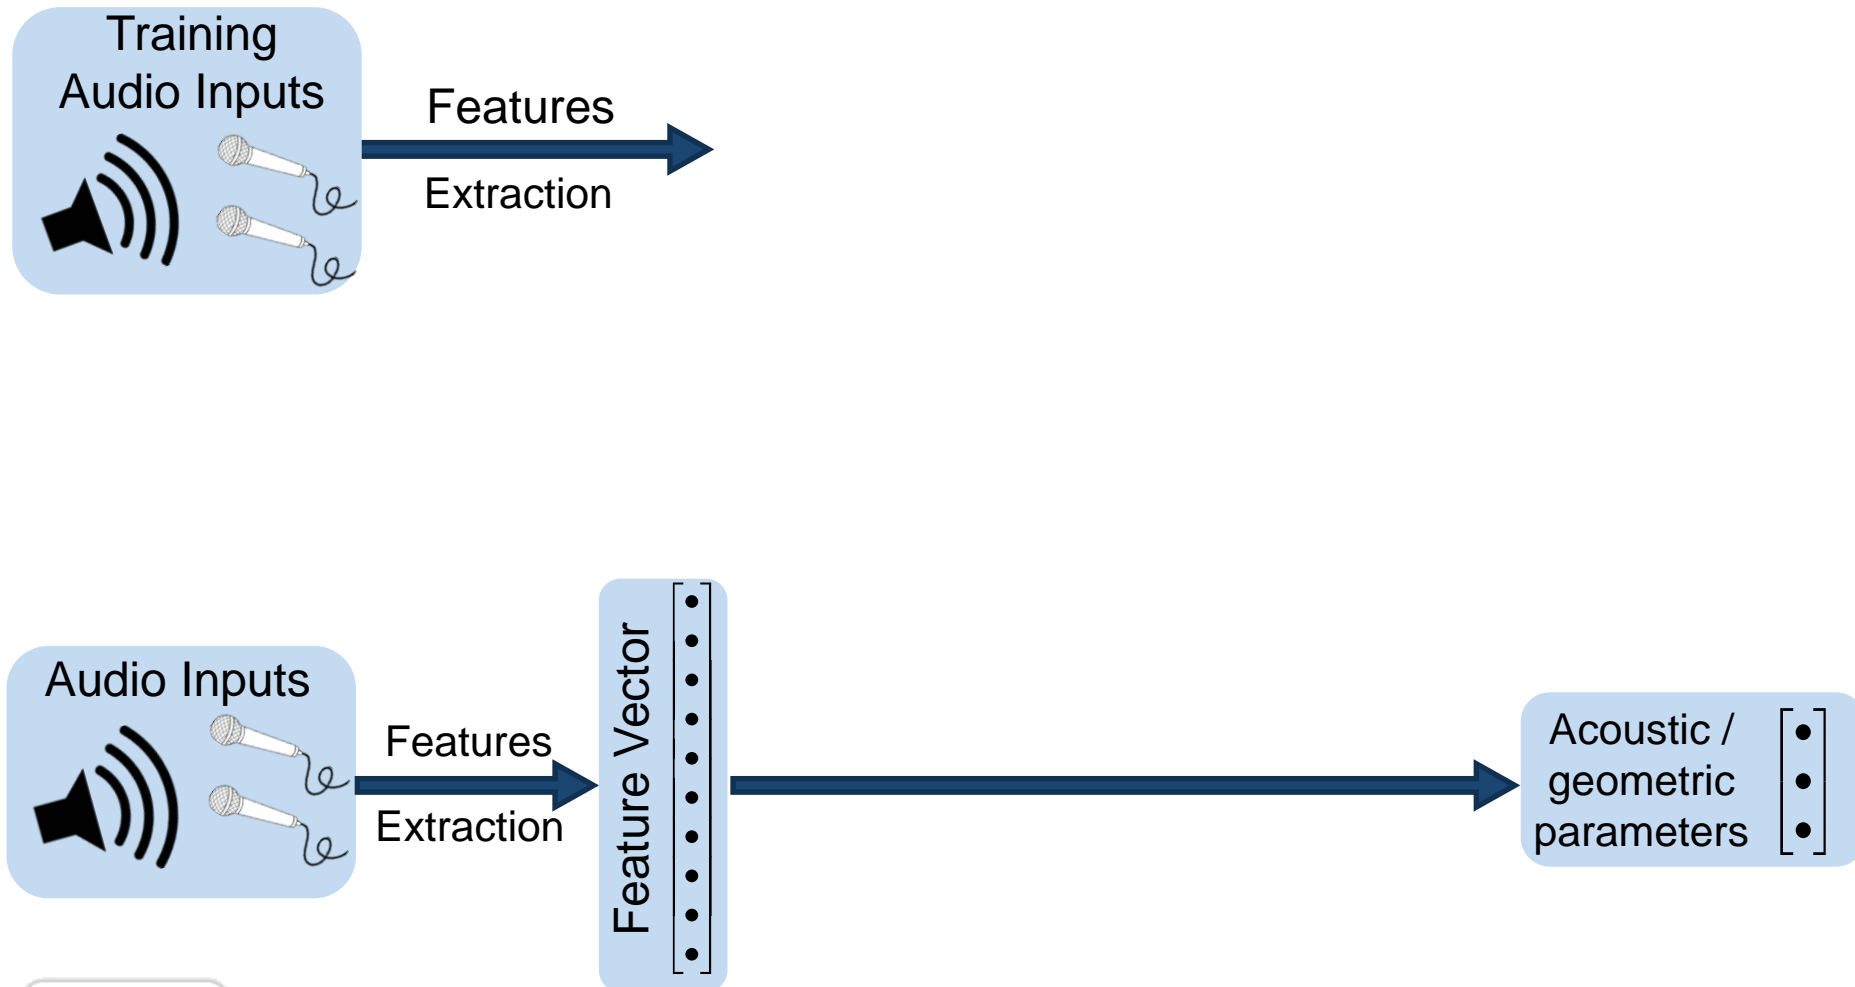 Training
Audio Inputs
Features
Extraction
Audio Inputs
Features
Extraction
Feature Vector
Acoustic /
geometric
parameters